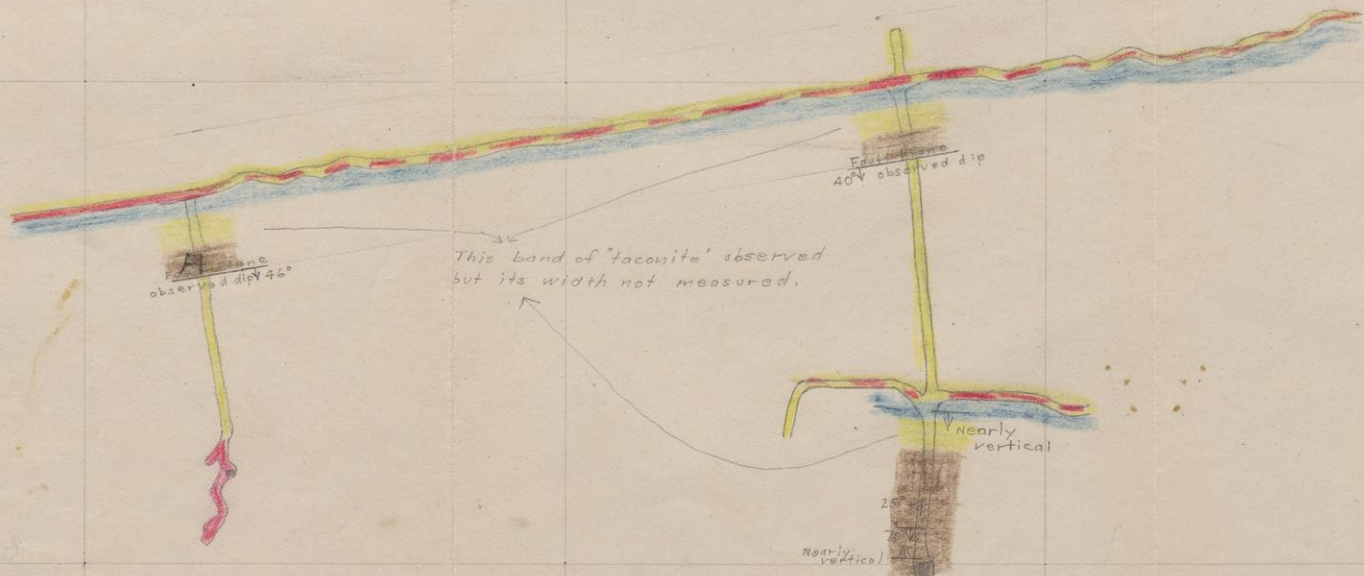 Fault Plane
40° observed dip
This band of "taconite" observed
but its width not measured.
observed dip 46°
Nearly
vertical
Nearly
vertical